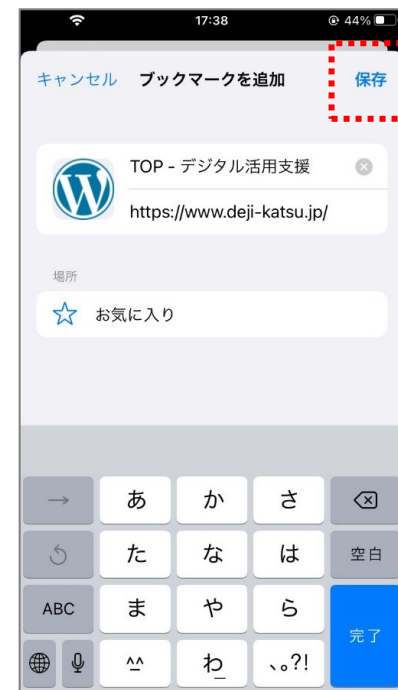 17:38
44%
キャンセル ブックマークを追加 保存
TOP - デジタル活用支援
https://www.deji-katsu.jp/
場所
お気に入り
→ あ か さ
た な は 空白
ABC ま や ら 完了
^^ わ_ 、。?!